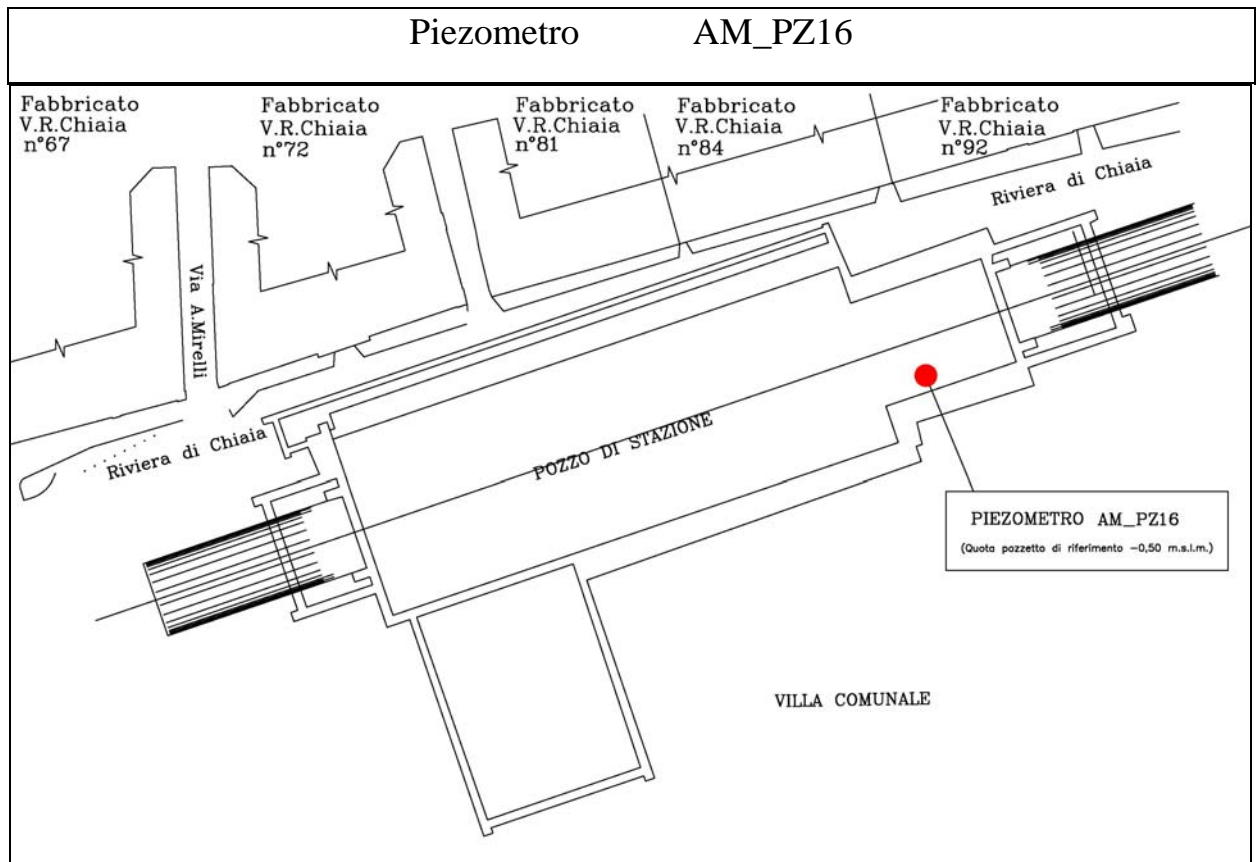 Piezometro AM_PZ16
Fabbricato
V.R.Chiaia
n°67
Fabbricato
V.R.Chiaia
n°72
Fabbricato
V.R.Chiaia
n°81
Fabbricato
V.R.Chiaia
n°84
Fabbricato
V.R.Chiaia
n°92
Riviera di Chiaia
Via A.Mirelli
Riviera di Chiaia
POZZO DI STAZIONE
PIEZOMETRO AM_PZ16
(Quota pozzetto di riferimento -0,50 m.s.l.m.)
VILLA COMUNALE